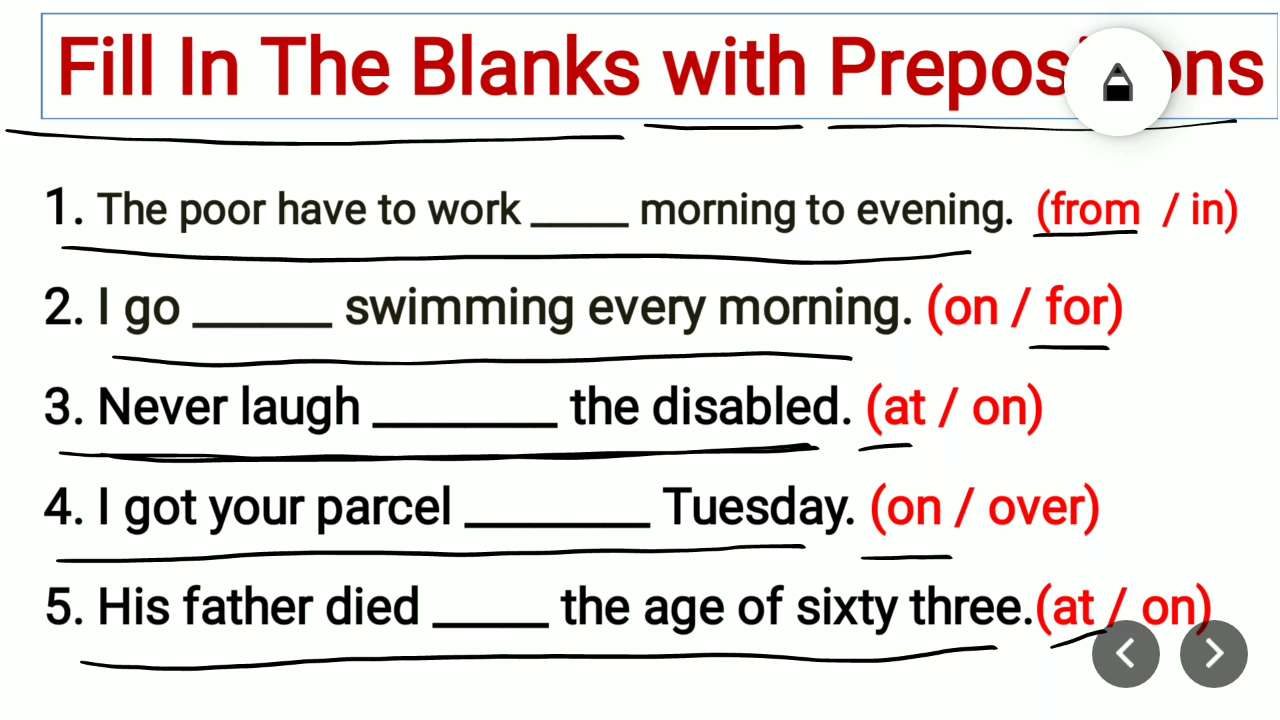 Fill In The Blanks with Prepositions
1. The poor have to work _____ morning to evening. (from / in)
2. I go ______ swimming every morning. (on / for)
3. Never laugh ________ the disabled. (at / on)
4. I got your parcel ________ Tuesday. (on / over)
5. His father died _____ the age of sixty three.(at / on)